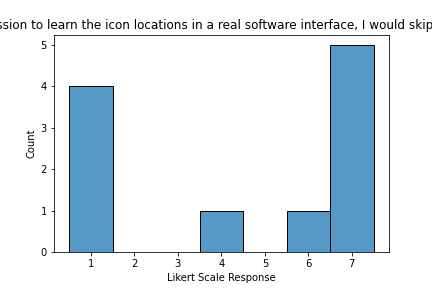 ssion to learn the icon locations in a real software interface, I would skip
5
4
3
2
1
0
Count
1 2 3 4 5 6 7
Likert Scale Response